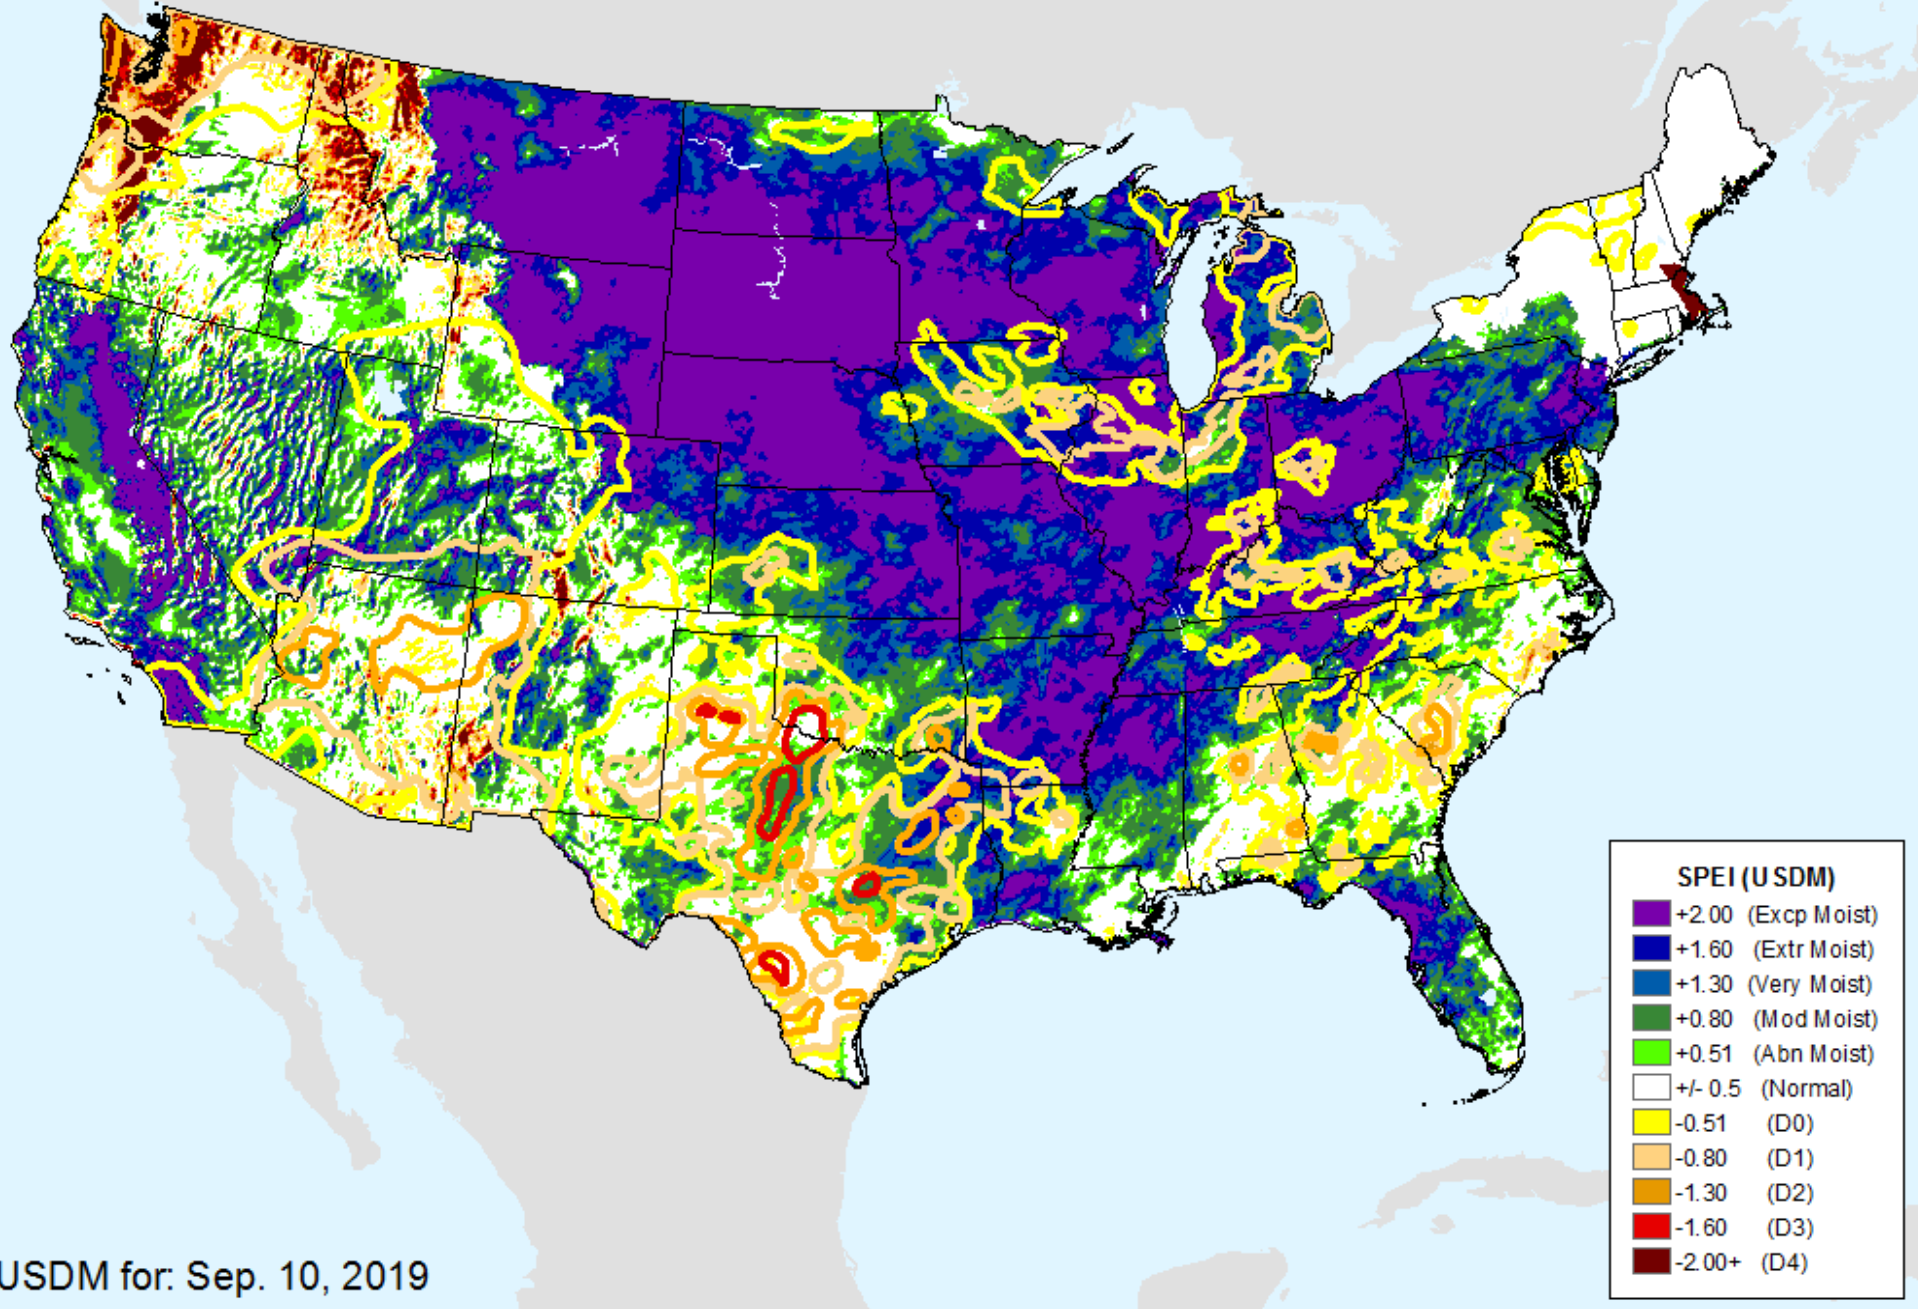 SPEI (USDM)
+2.00 (Excp Moist)
+1.60 (Extr Moist)
+1.30 (Very Moist)
+0.80 (Mod Moist)
+0.51 (Abn Moist)
+/- 0.5 (Normal)
-0.51 (D0)
-0.80 (D1)
-1.30 (D2)
-1.60 (D3)
-2.00+ (D4)
USDM for: Sep. 10, 2019